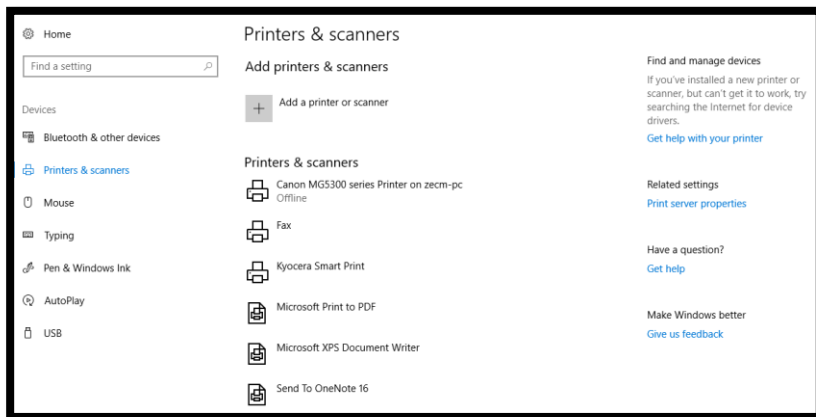 Home
Find a setting
Devices
Bluetooth & other devices
Printers & scanners
Mouse
Typing
Pen & Windows Ink
AutoPlay
USB
Printers & scanners
Add printers & scanners
Add a printer or scanner
Printers & scanners
Canon MG5300 series Printer on zecm-pc
Offline
Fax
Kyocera Smart Print
Microsoft Print to PDF
Microsoft XPS Document Writer
Send To OneNote 16
Find and manage devices
If you've installed a new printer or
scanner, but can't get it to work, try
searching the Internet for device
drivers.
Get help with your printer
Related settings
Print server properties
Have a question?
Get help
Make Windows better
Give us feedback